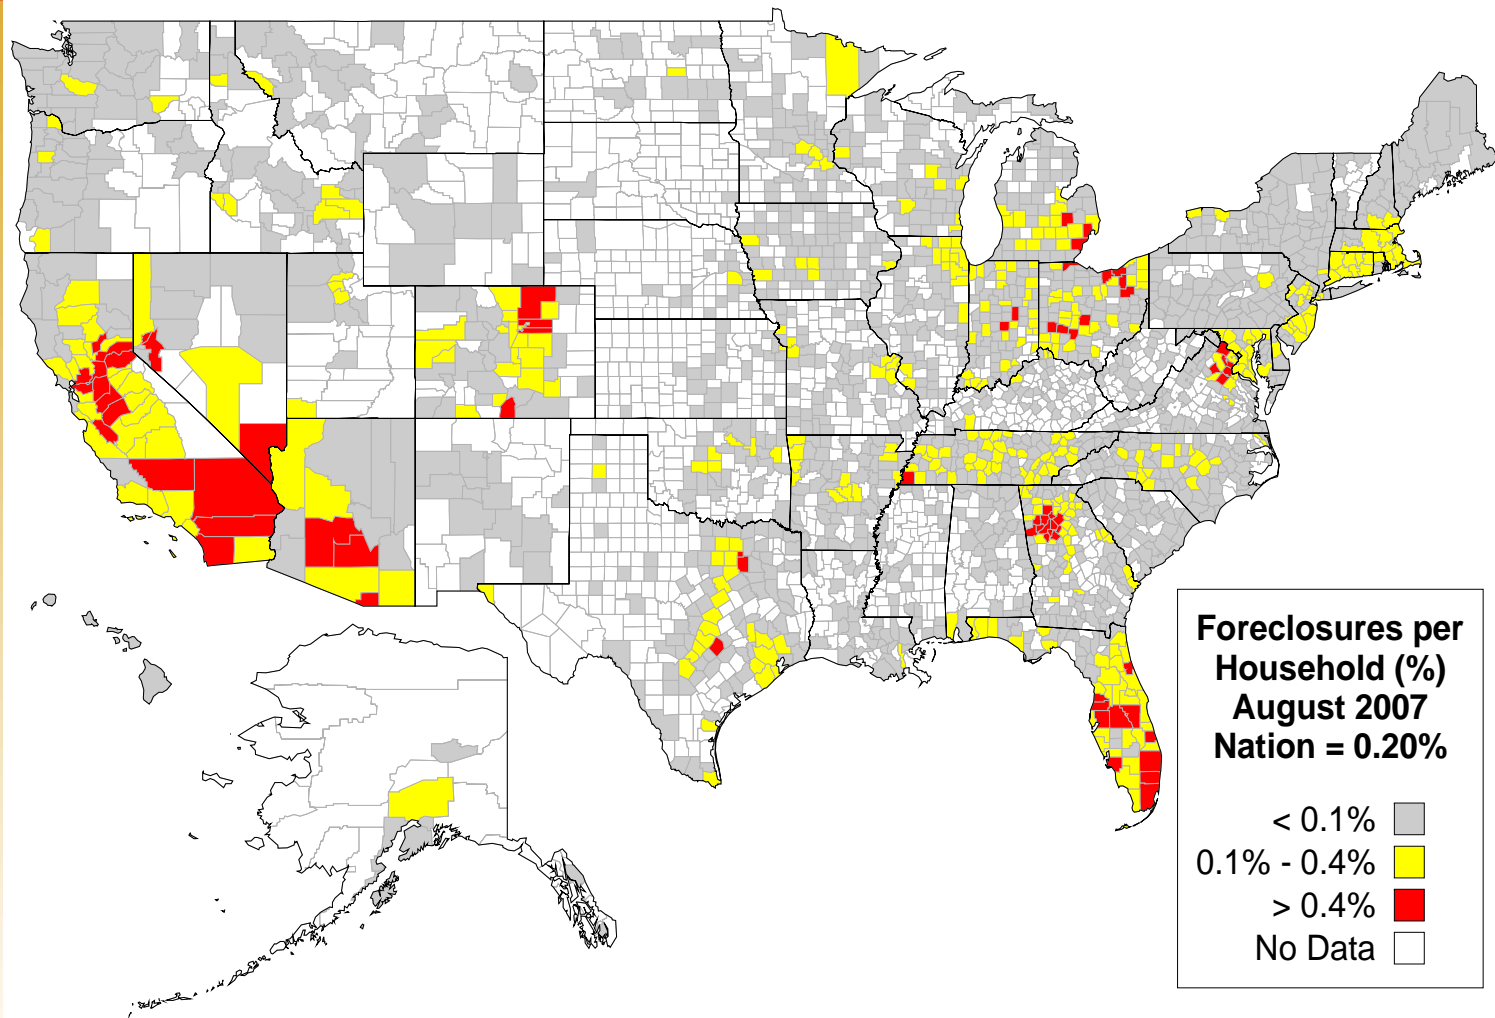 Foreclosures per
Household (%)
August 2007
Nation = 0.20%
< 0.1%
0.1% - 0.4%
> 0.4%
No Data